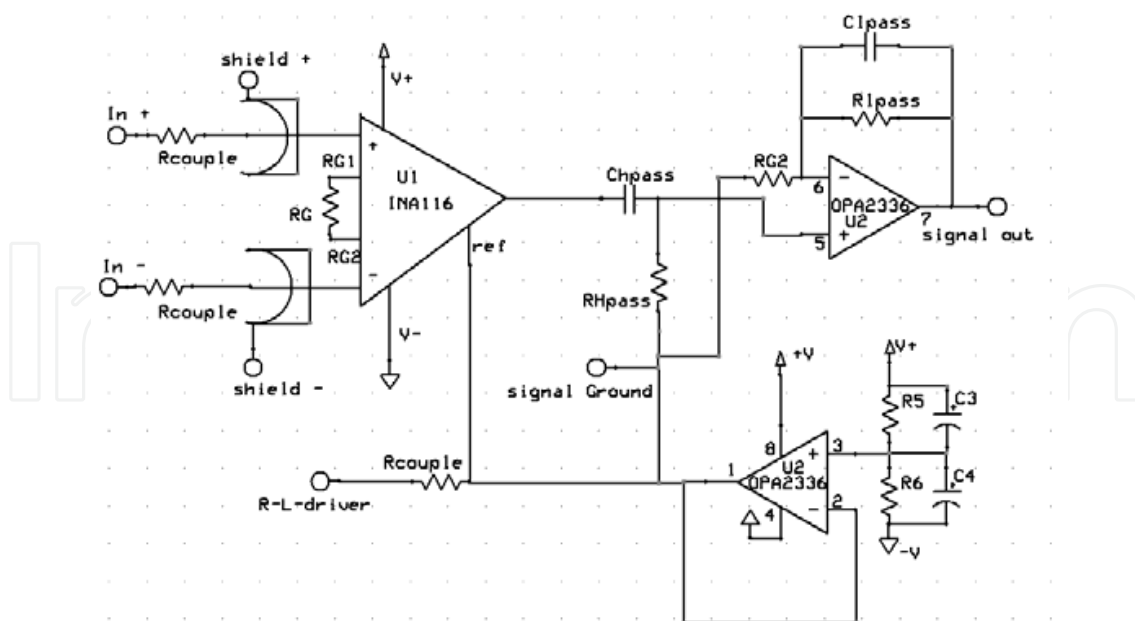 Clpass
shield +
V+
In +
Rlpass
Rcouple
+
RG1
U1
INA116
RG
RG2
-
ref
Chpass
RG2
6
-
OPA2336
U2
7
5
+
signal out
In -
Rcouple
V-
shield -
RHpass
signal Ground
+V
V+
R5
C3
+
8
U2
+
3
1
OPA2336
-
2
4
R6
C4
+
-V
Rcouple
R-L-driver